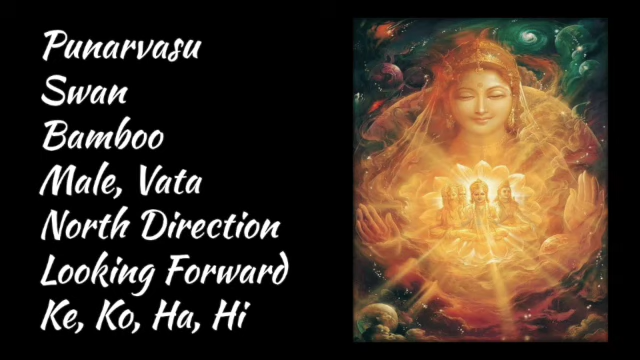 Punarvasu
Swan
Bamboo
Male, Vata
North Direction
Looking Forward
Ke, Ko, Ha, Hi